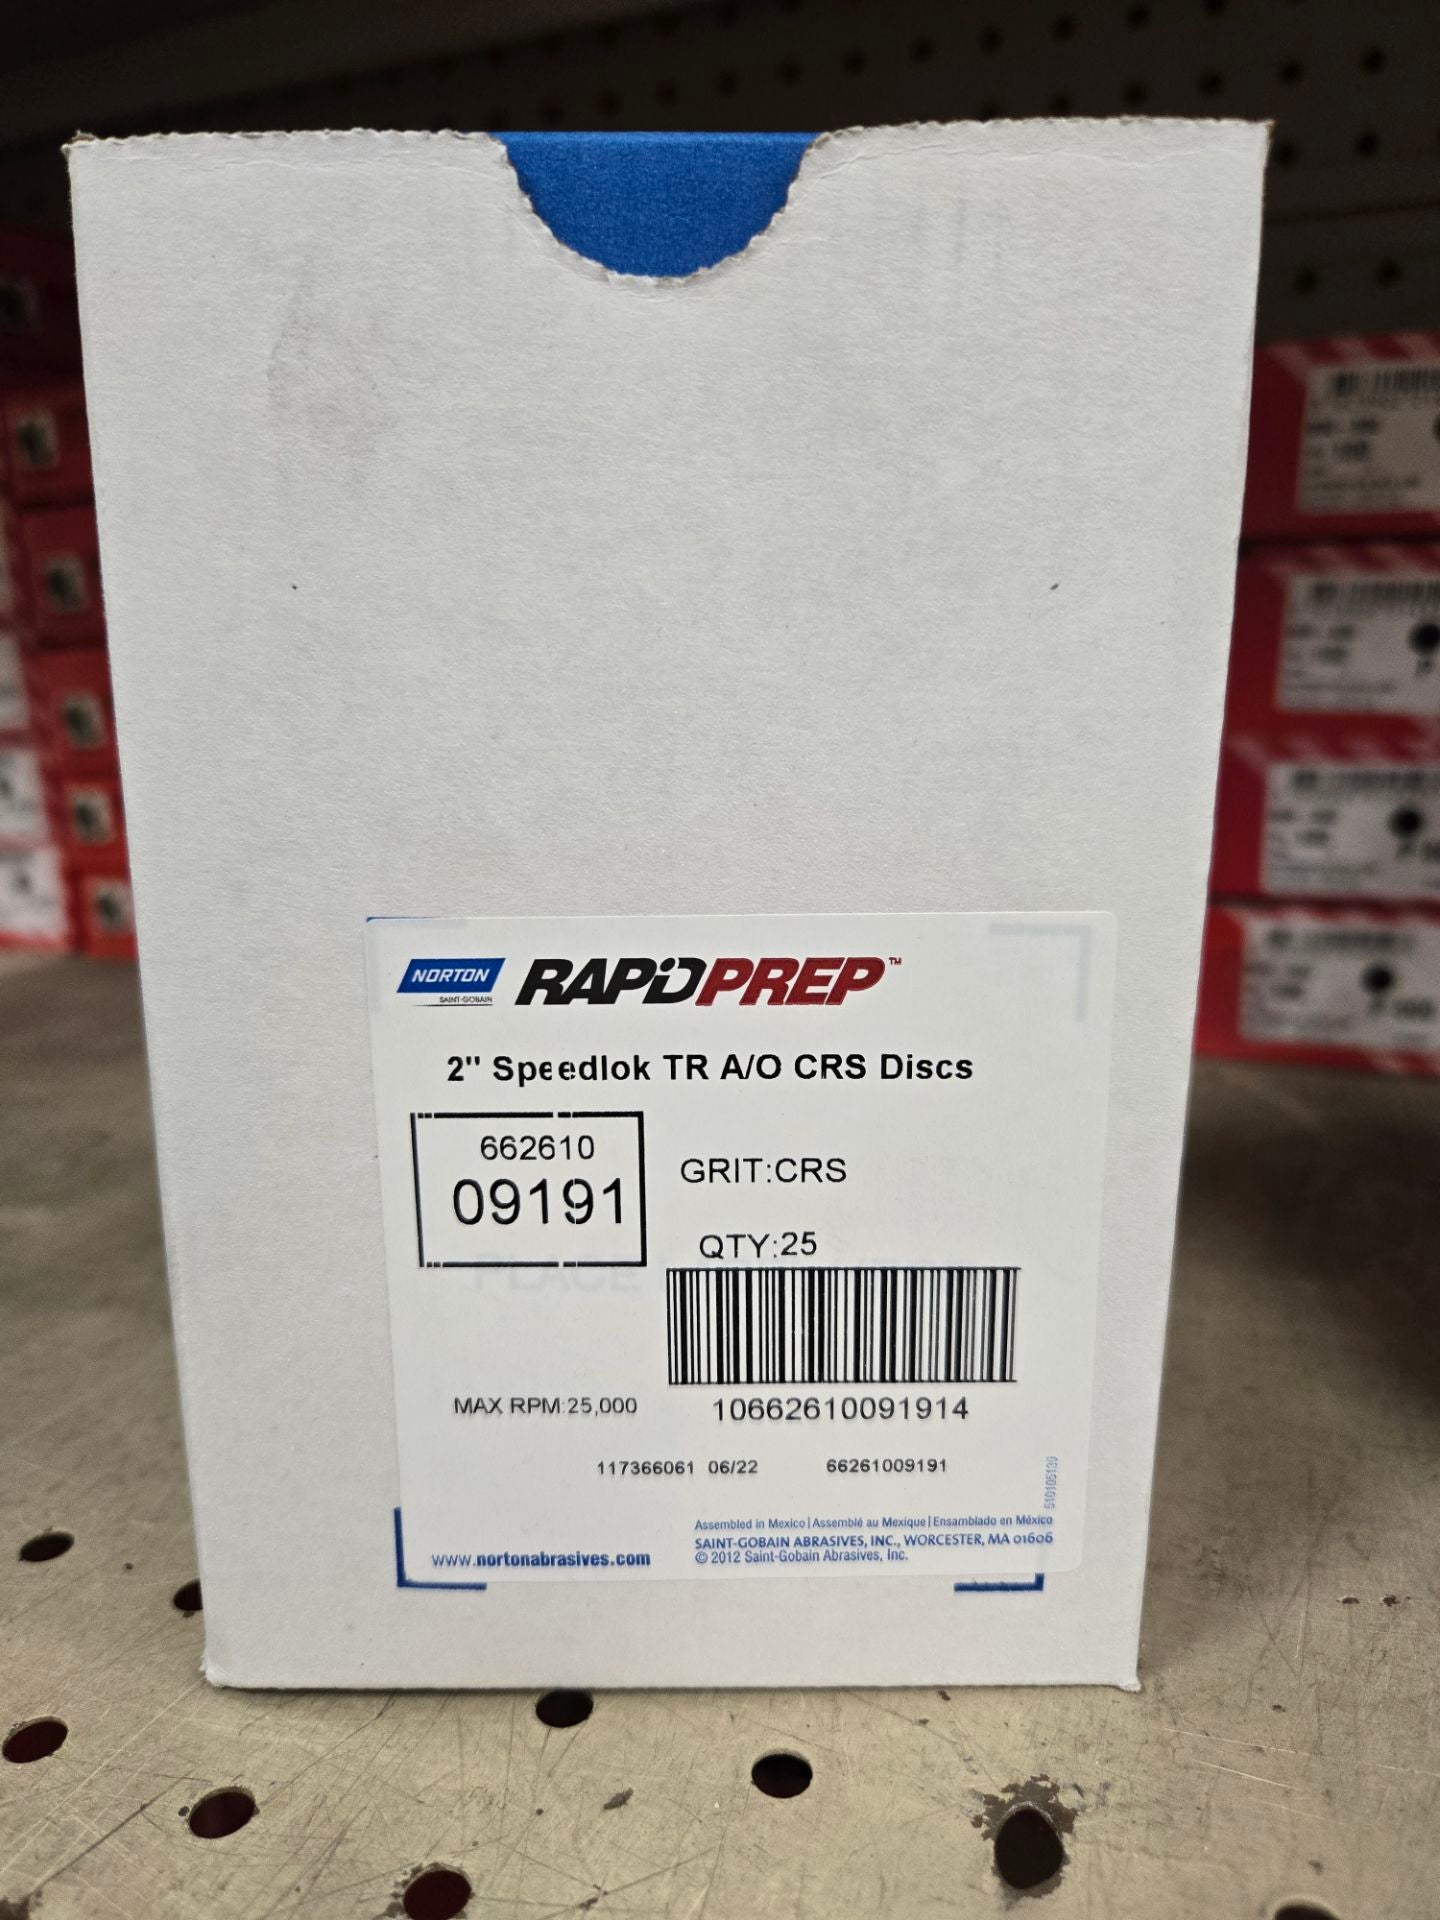 NORTON
SAINT-GOBAIN
RAPIDPREP™
2" Speedlok TR A/O CRS Discs
662610
09191
GRIT:CRS
QTY:25
MAX RPM:25,000
10662610091914
117366061 06/22 66261009191
510105139
Assembled in Mexico | Assemblé au Mexique | Ensamblado en México
SAINT-GOBAIN ABRASIVES, INC., WORCESTER, MA 01606
© 2012 Saint-Gobain Abrasives, Inc.
www.nortonabrasives.com